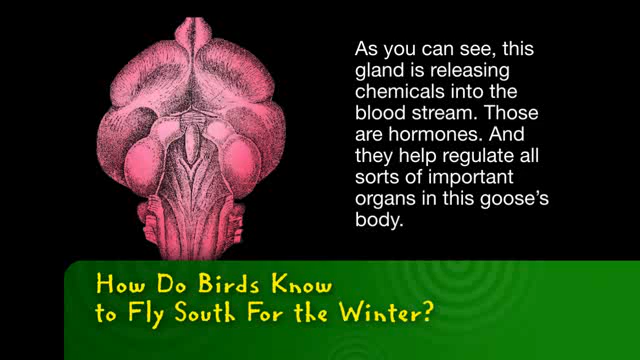 As you can see, this
gland is releasing
chemicals into the
blood stream. Those
are hormones. And
they help regulate all
sorts of important
organs in this goose's
body.
How Do Birds Know
to Fly South For the Winter?